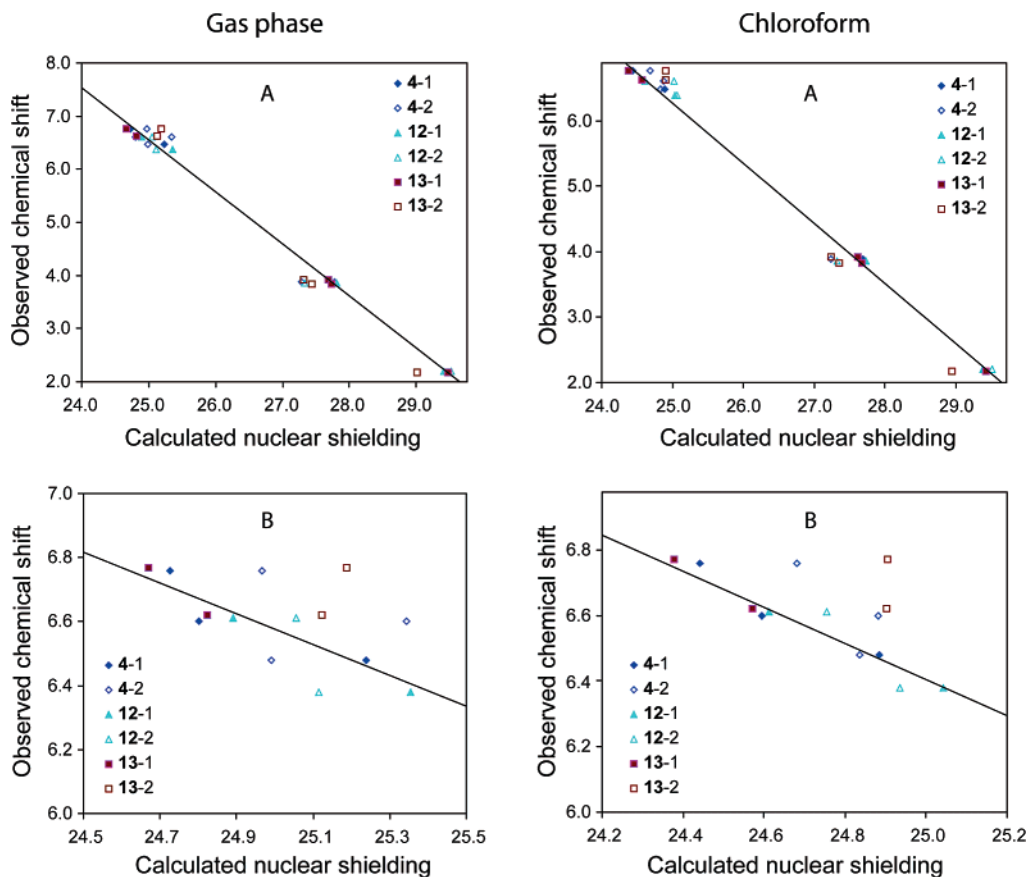 Gas phase
Chloroform
Observed chemical shift
8.0
7.0
6.0
5.0
4.0
3.0
2.0
A
4-1
4-2
12-1
12-2
13-1
13-2
24.0 25.0 26.0 27.0 28.0 29.0
Calculated nuclear shielding
Observed chemical shift
6.0
5.0
4.0
3.0
2.0
A
4-1
4-2
12-1
12-2
13-1
13-2
24.0 25.0 26.0 27.0 28.0 29.0
Calculated nuclear shielding
Observed chemical shift
7.0
6.8
6.6
6.4
6.2
6.0
B
4-1
4-2
12-1
12-2
13-1
13-2
24.5 24.7 24.9 25.1 25.3 25.5
Calculated nuclear shielding
Observed chemical shift
6.8
6.6
6.4
6.2
6.0
B
4-1
4-2
12-1
12-2
13-1
13-2
24.2 24.4 24.6 24.8 25.0 25.2
Calculated nuclear shielding